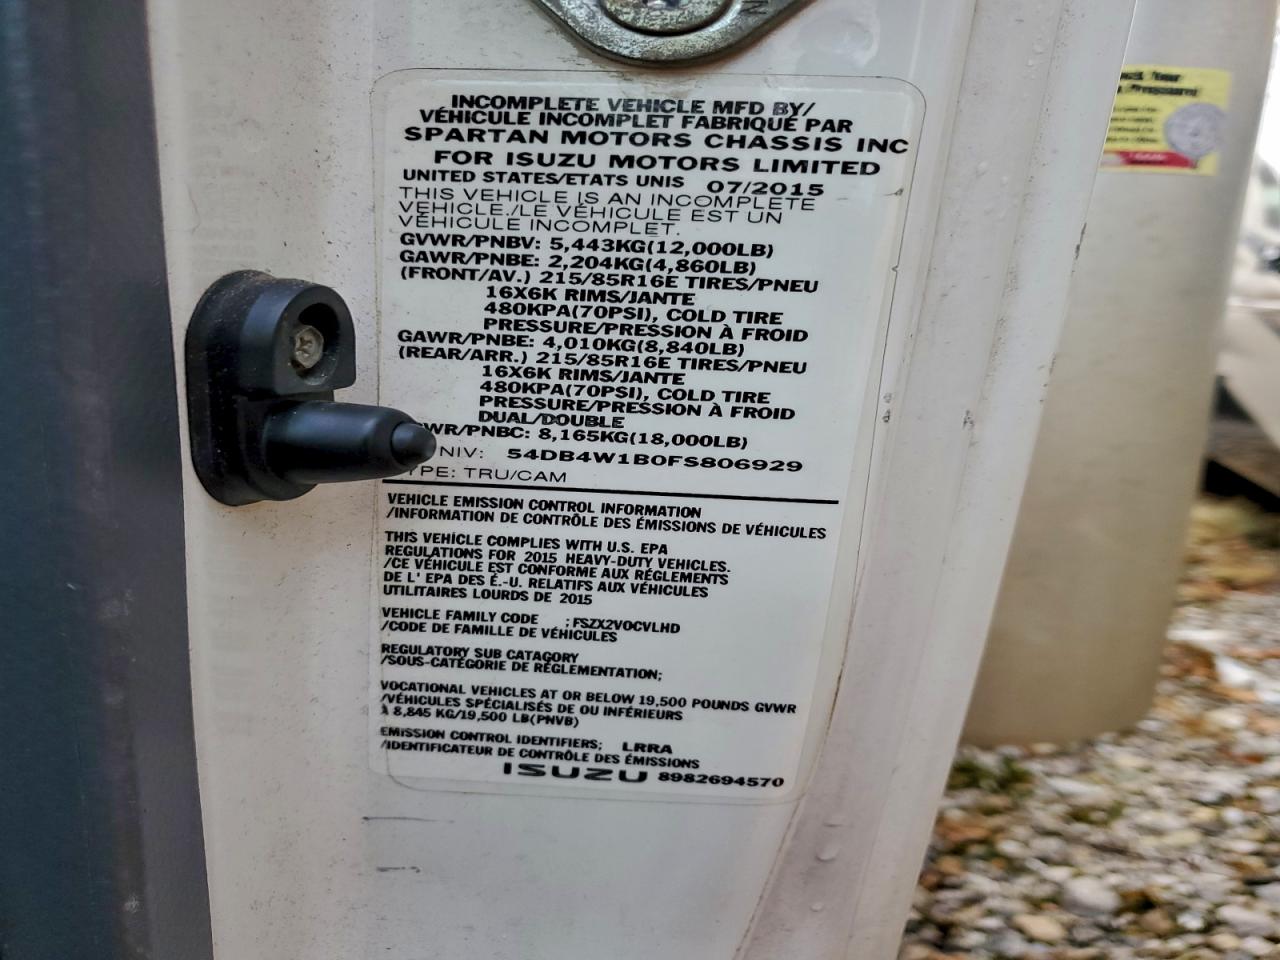 INCOMPLETE VEHICLE MFD BY/
VÉHICULE INCOMPLET FABRIQUÉ PAR
SPARTAN MOTORS CHASSIS INC
FOR ISUZU MOTORS LIMITED
UNITED STATES/ETATS UNIS 07/2015
THIS VEHICLE IS AN INCOMPLETE
VEHICLE./LE VÉHICULE EST UN
VÉHICULE INCOMPLET.
GVWR/PNBV: 5,443KG(12,000LB)
GAWR/PNBE: 2,204KG(4,860LB)
(FRONT/AV.) 215/85R16E TIRES/PNEU
16X6K RIMS/JANTE
480KPA(70PSI), COLD TIRE
PRESSURE/PRESSION À FROID
GAWR/PNBE: 4,010KG(8,840LB)
(REAR/ARR.) 215/85R16E TIRES/PNEU
16X6K RIMS/JANTE
480KPA(70PSI), COLD TIRE
PRESSURE/PRESSION À FROID
DUAL/DOUBLE
WR/PNBC: 8,165KG(18,000LB)
NIV: 54DB4W1B0FS806929
YPE: TRU/CAM
VEHICLE EMISSION CONTROL INFORMATION
/INFORMATION DE CONTRÔLE DES ÉMISSIONS DE VÉHICULES
THIS VEHICLE COMPLIES WITH U.S. EPA
REGULATIONS FOR 2015 HEAVY-DUTY VEHICLES.
/CE VÉHICULE EST CONFORME AUX RÉGLEMENTS
DE L' EPA DES É.-U. RELATIFS AUX VÉHICULES
UTILITAIRES LOURDS DE 2015
VEHICLE FAMILY CODE ;FSZX2VOCVLHD
/CODE DE FAMILLE DE VÉHICULES
REGULATORY SUB CATAGORY
/SOUS-CATÉGORIE DE RÉGLEMENTATION;
VOCATIONAL VEHICLES AT OR BELOW 19,500 POUNDS GVWR
/VÉHICULES SPÉCIALISÉS DE OU INFÉRIEURS
À 8,845 KG/19,500 LB(PNVB)
EMISSION CONTROL IDENTIFIERS; LRRA
/IDENTIFICATEUR DE CONTRÔLE DES ÉMISSIONS
ISUZU 8982694570